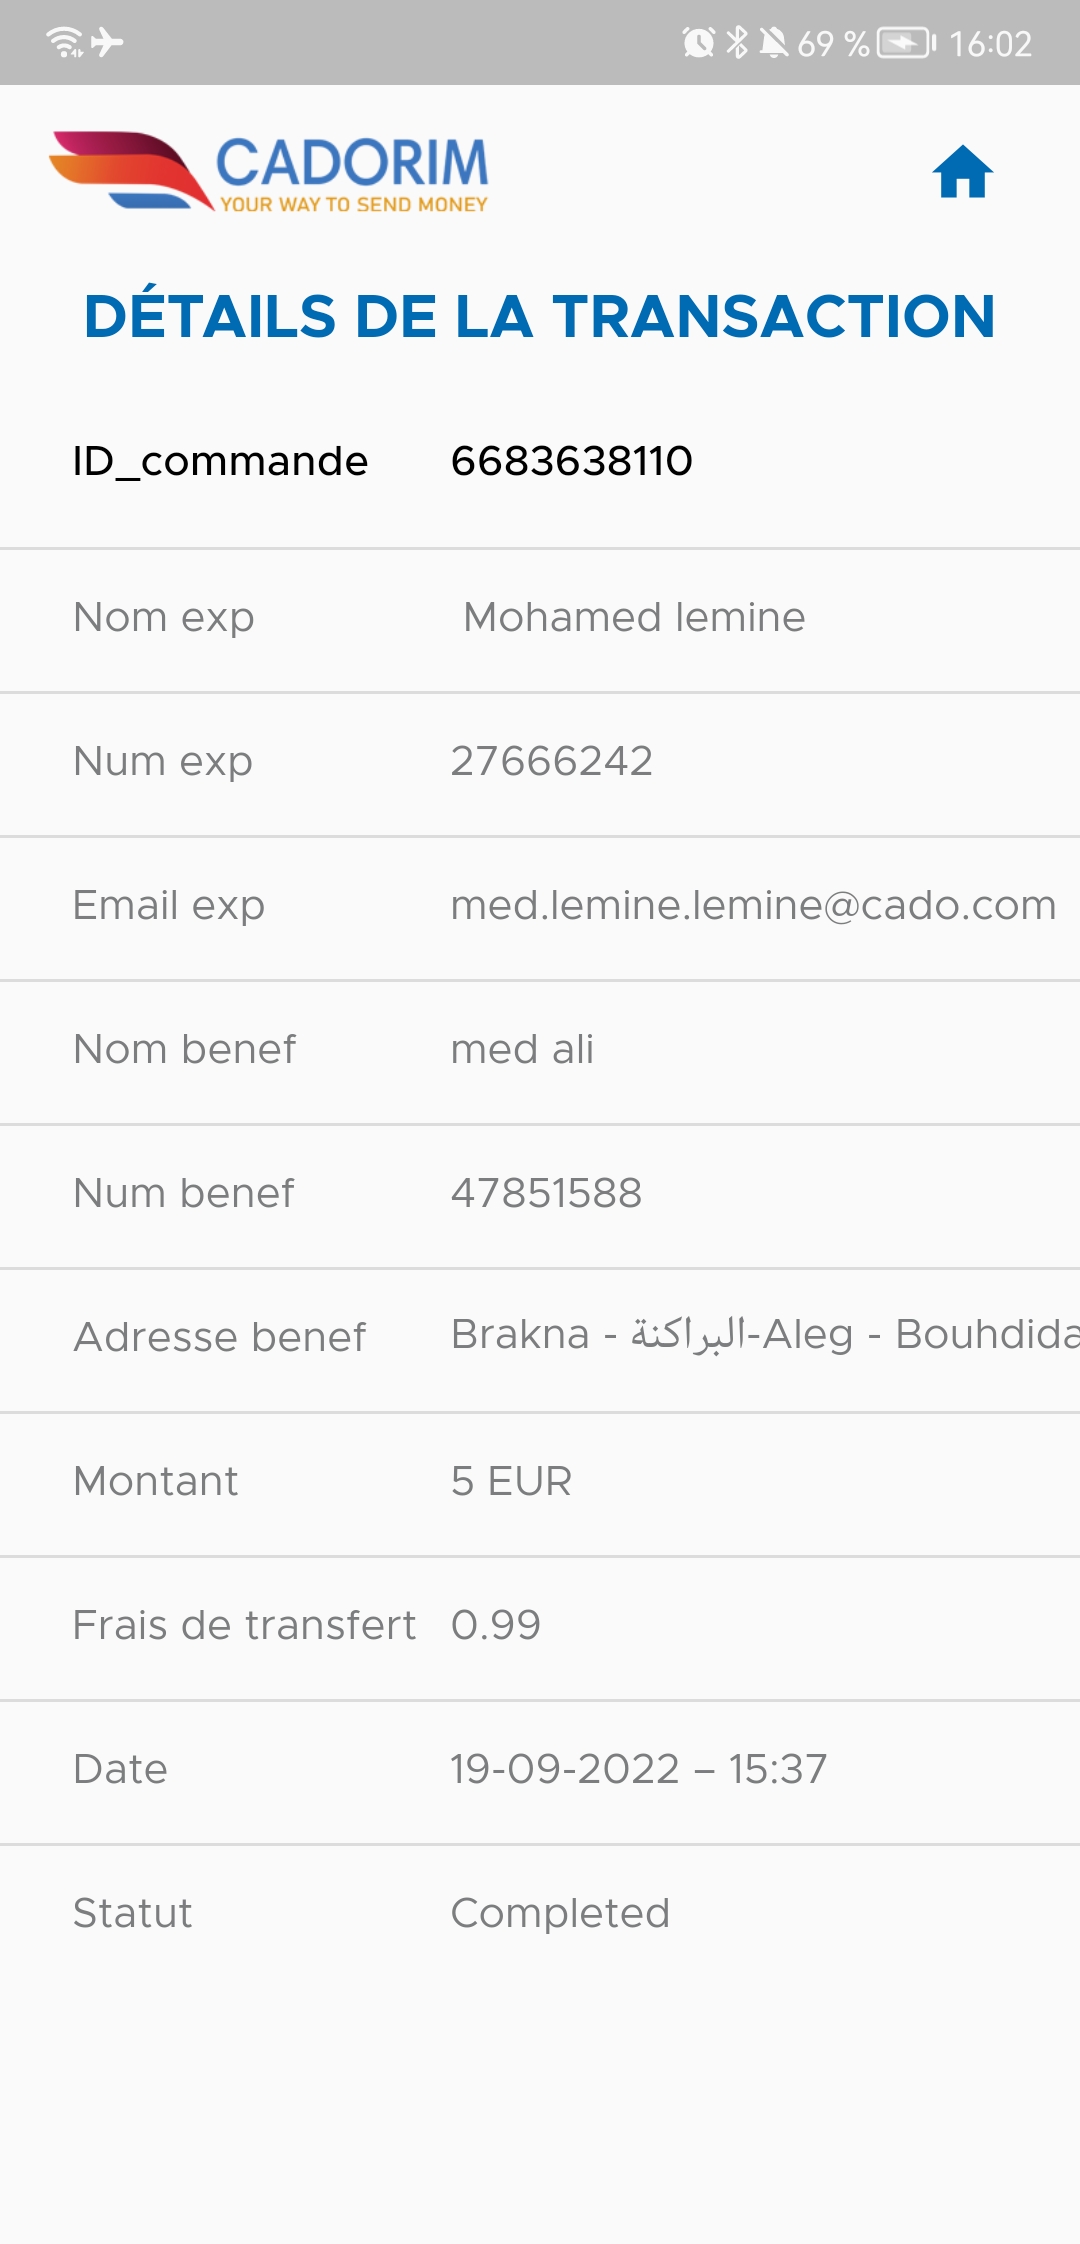 69 % 16:02
CADORIM
YOUR WAY TO SEND MONEY
DÉTAILS DE LA TRANSACTION
ID_commande 6683638110
Nom exp Mohamed lemine
Num exp 27666242
Email exp med.lemine.lemine@cado.com
Nom benef med ali
Num benef 47851588
Adresse benef Brakna - البراكنة-Aleg - Bouhdida
Montant 5 EUR
Frais de transfert 0.99
Date 19-09-2022 – 15:37
Statut Completed